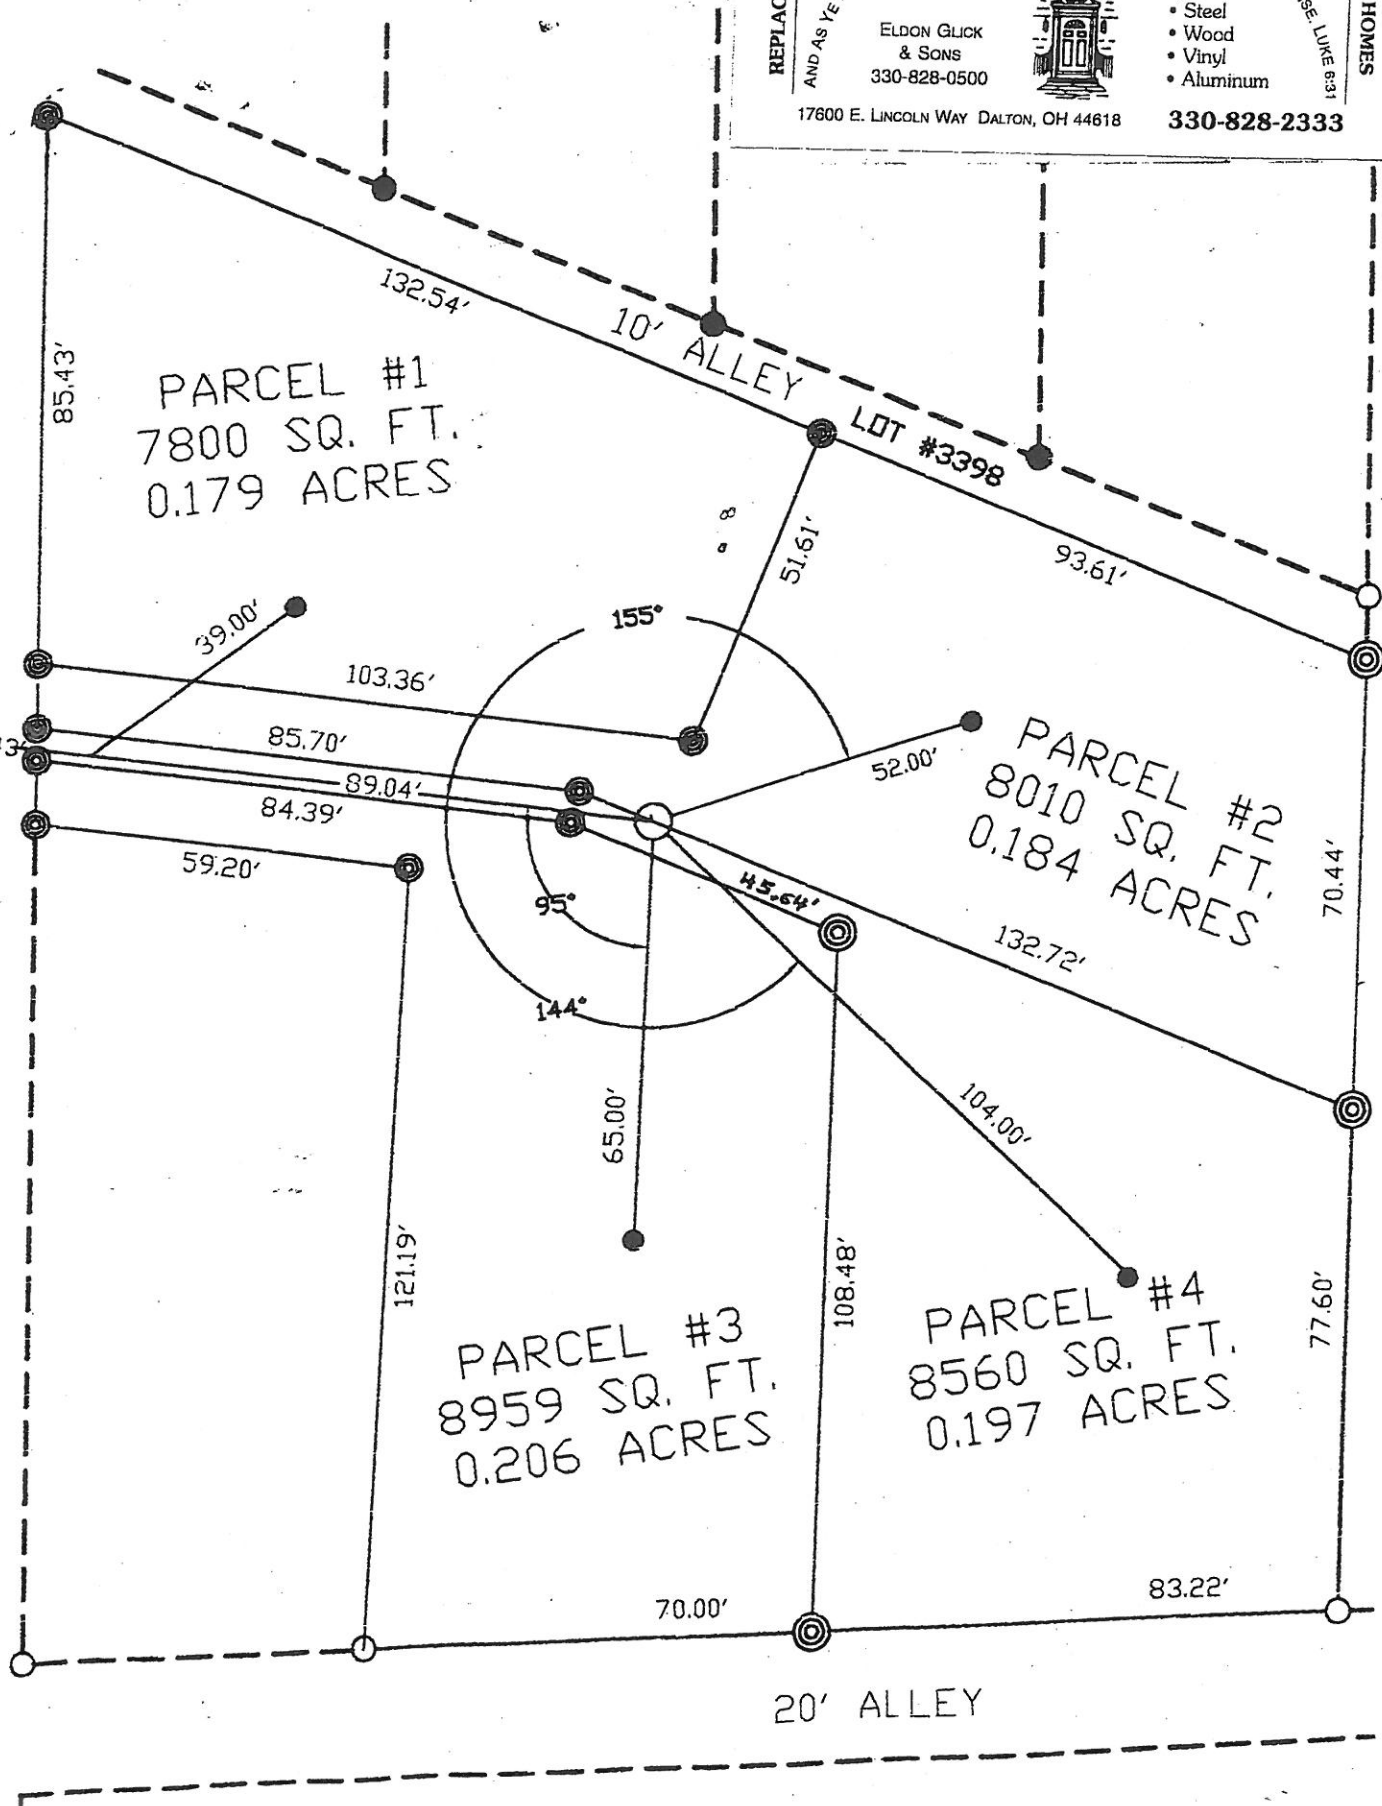 REPLAC
AND AS YE
ELDON GLICK
& SONS
330-828-0500
• Steel
• Wood
• Vinyl
• Aluminum
SE. LUKE 6:31
HOMES
17600 E. LINCOLN WAY DALTON, OH 44618
330-828-2333
132.54'
10' ALLEY
85.43'
PARCEL #1
7800 SQ. FT.
0.179 ACRES
LOT #3398
51.61'
93.61'
39.00'
155°
103.36'
85.70'
3'
89.04'
84.39'
59.20'
52.00'
PARCEL #2
8010 SQ. FT.
0.184 ACRES
70.44'
95°
45.64'
132.72'
144°
65.00'
104.00'
121.19'
108.48'
77.60'
PARCEL #3
8959 SQ. FT.
0.206 ACRES
PARCEL #4
8560 SQ. FT.
0.197 ACRES
70.00'
83.22'
20' ALLEY